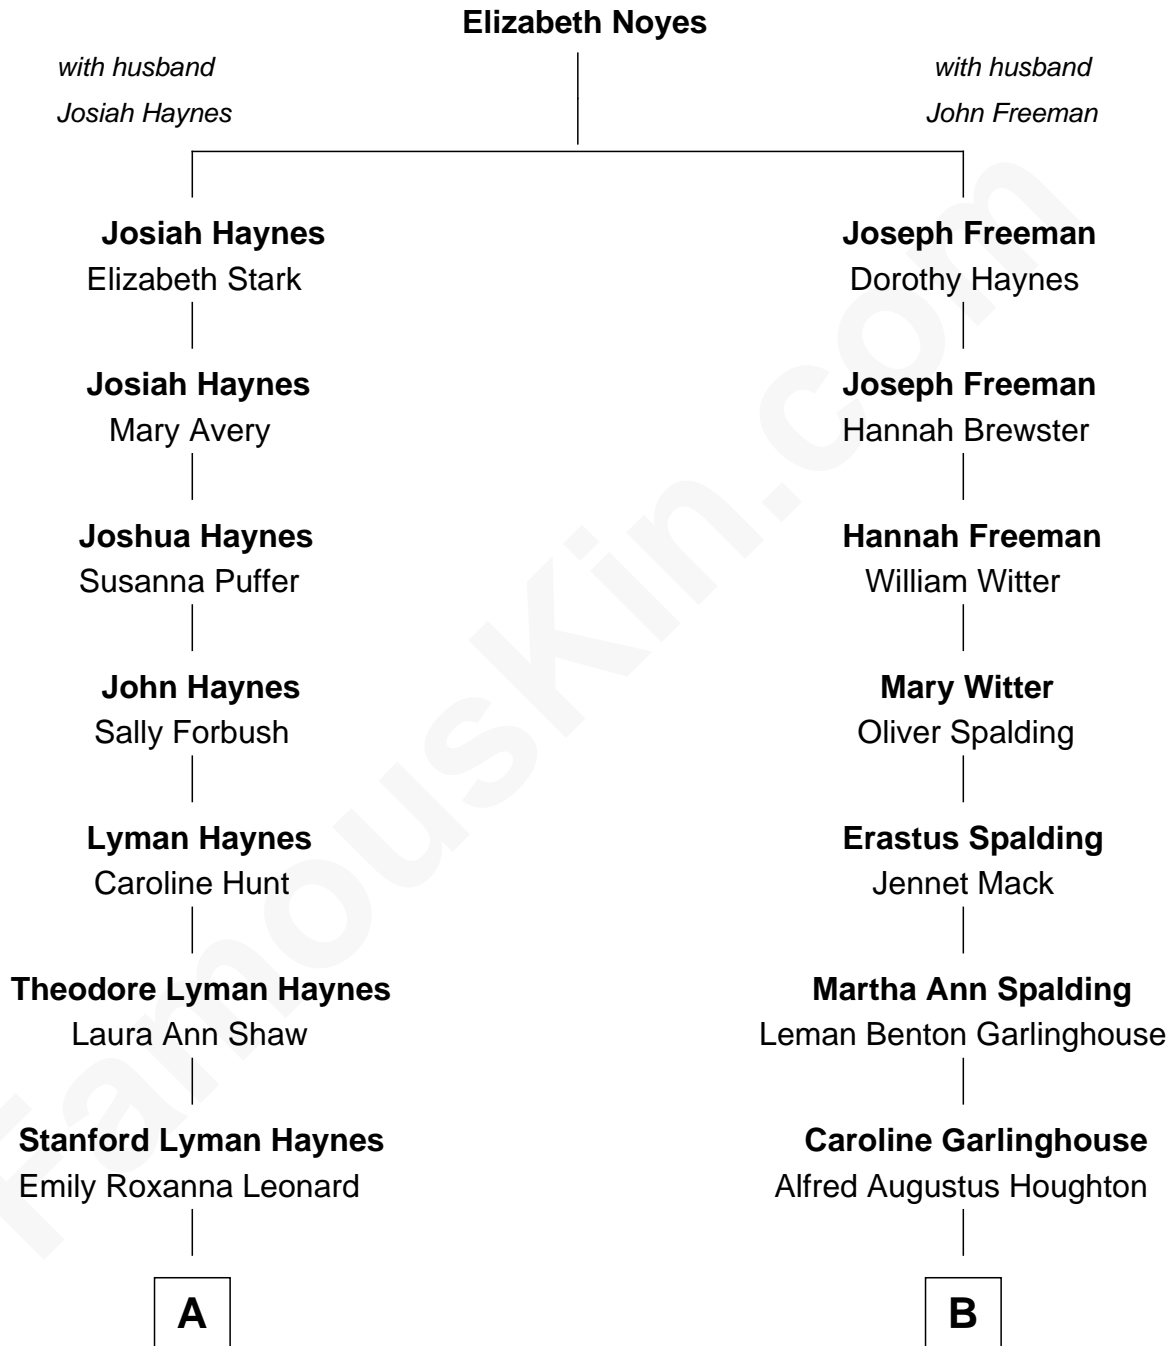 Elizabeth Noyes
with husband
Josiah Haynes
with husband
John Freeman
Josiah Haynes
Elizabeth Stark
Joseph Freeman
Dorothy Haynes
Josiah Haynes
Mary Avery
Joseph Freeman
Hannah Brewster
Joshua Haynes
Susanna Puffer
Hannah Freeman
William Witter
John Haynes
Sally Forbush
Mary Witter
Oliver Spalding
Lyman Haynes
Caroline Hunt
Erastus Spalding
Jennet Mack
Theodore Lyman Haynes
Laura Ann Shaw
Martha Ann Spalding
Leman Benton Garlinghouse
Stanford Lyman Haynes
Emily Roxanna Leonard
Caroline Garlinghouse
Alfred Augustus Houghton
A
B
FamousKin.com